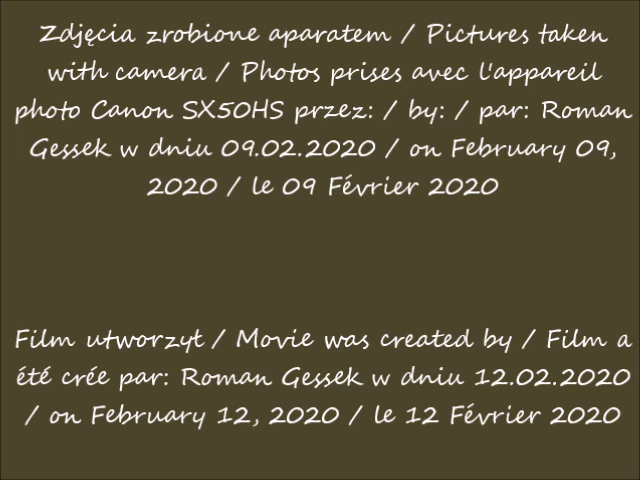 Zdjęcia zrobione aparatem / Pictures taken
with camera / Photos prises avec l'appareil
photo Canon SX50HS przez: / by: / par: Roman
Gessek w dniu 09.02.2020 / on February 09,
2020 / le 09 Février 2020
Film utworzył / Movie was created by / Film a
été crée par: Roman Gessek w dniu 12.02.2020
/ on February 12, 2020 / le 12 Février 2020